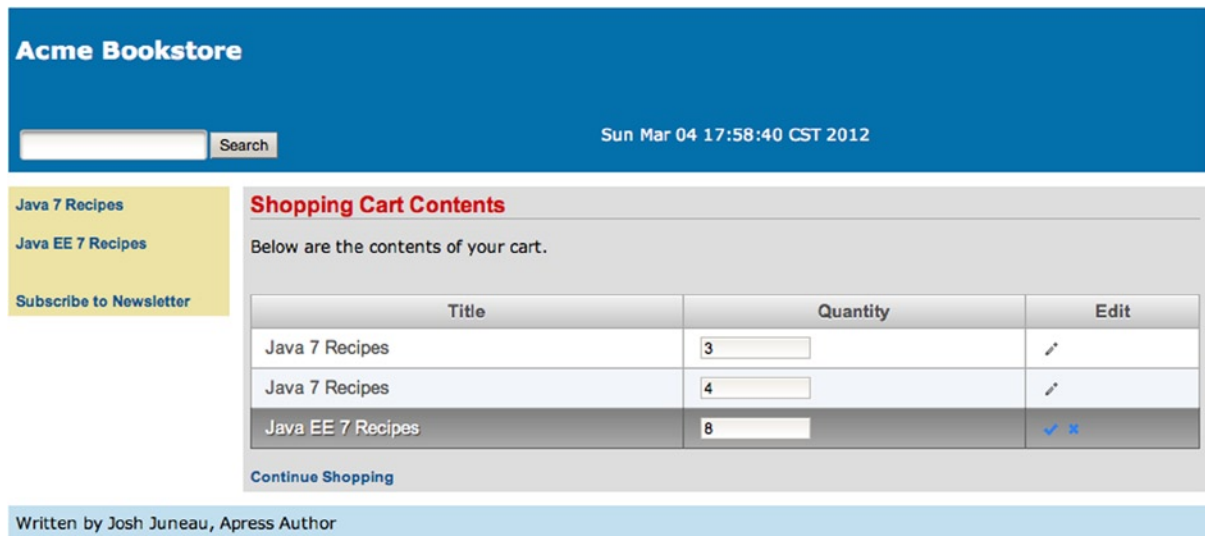 Acme Bookstore
Search
Sun Mar 04 17:58:40 CST 2012
Java 7 Recipes
Java EE 7 Recipes
Subscribe to Newsletter
Shopping Cart Contents
Below are the contents of your cart.
Title Quantity Edit
Java 7 Recipes 3
Java 7 Recipes 4
Java EE 7 Recipes 8
Continue Shopping
Written by Josh Juneau, Apress Author